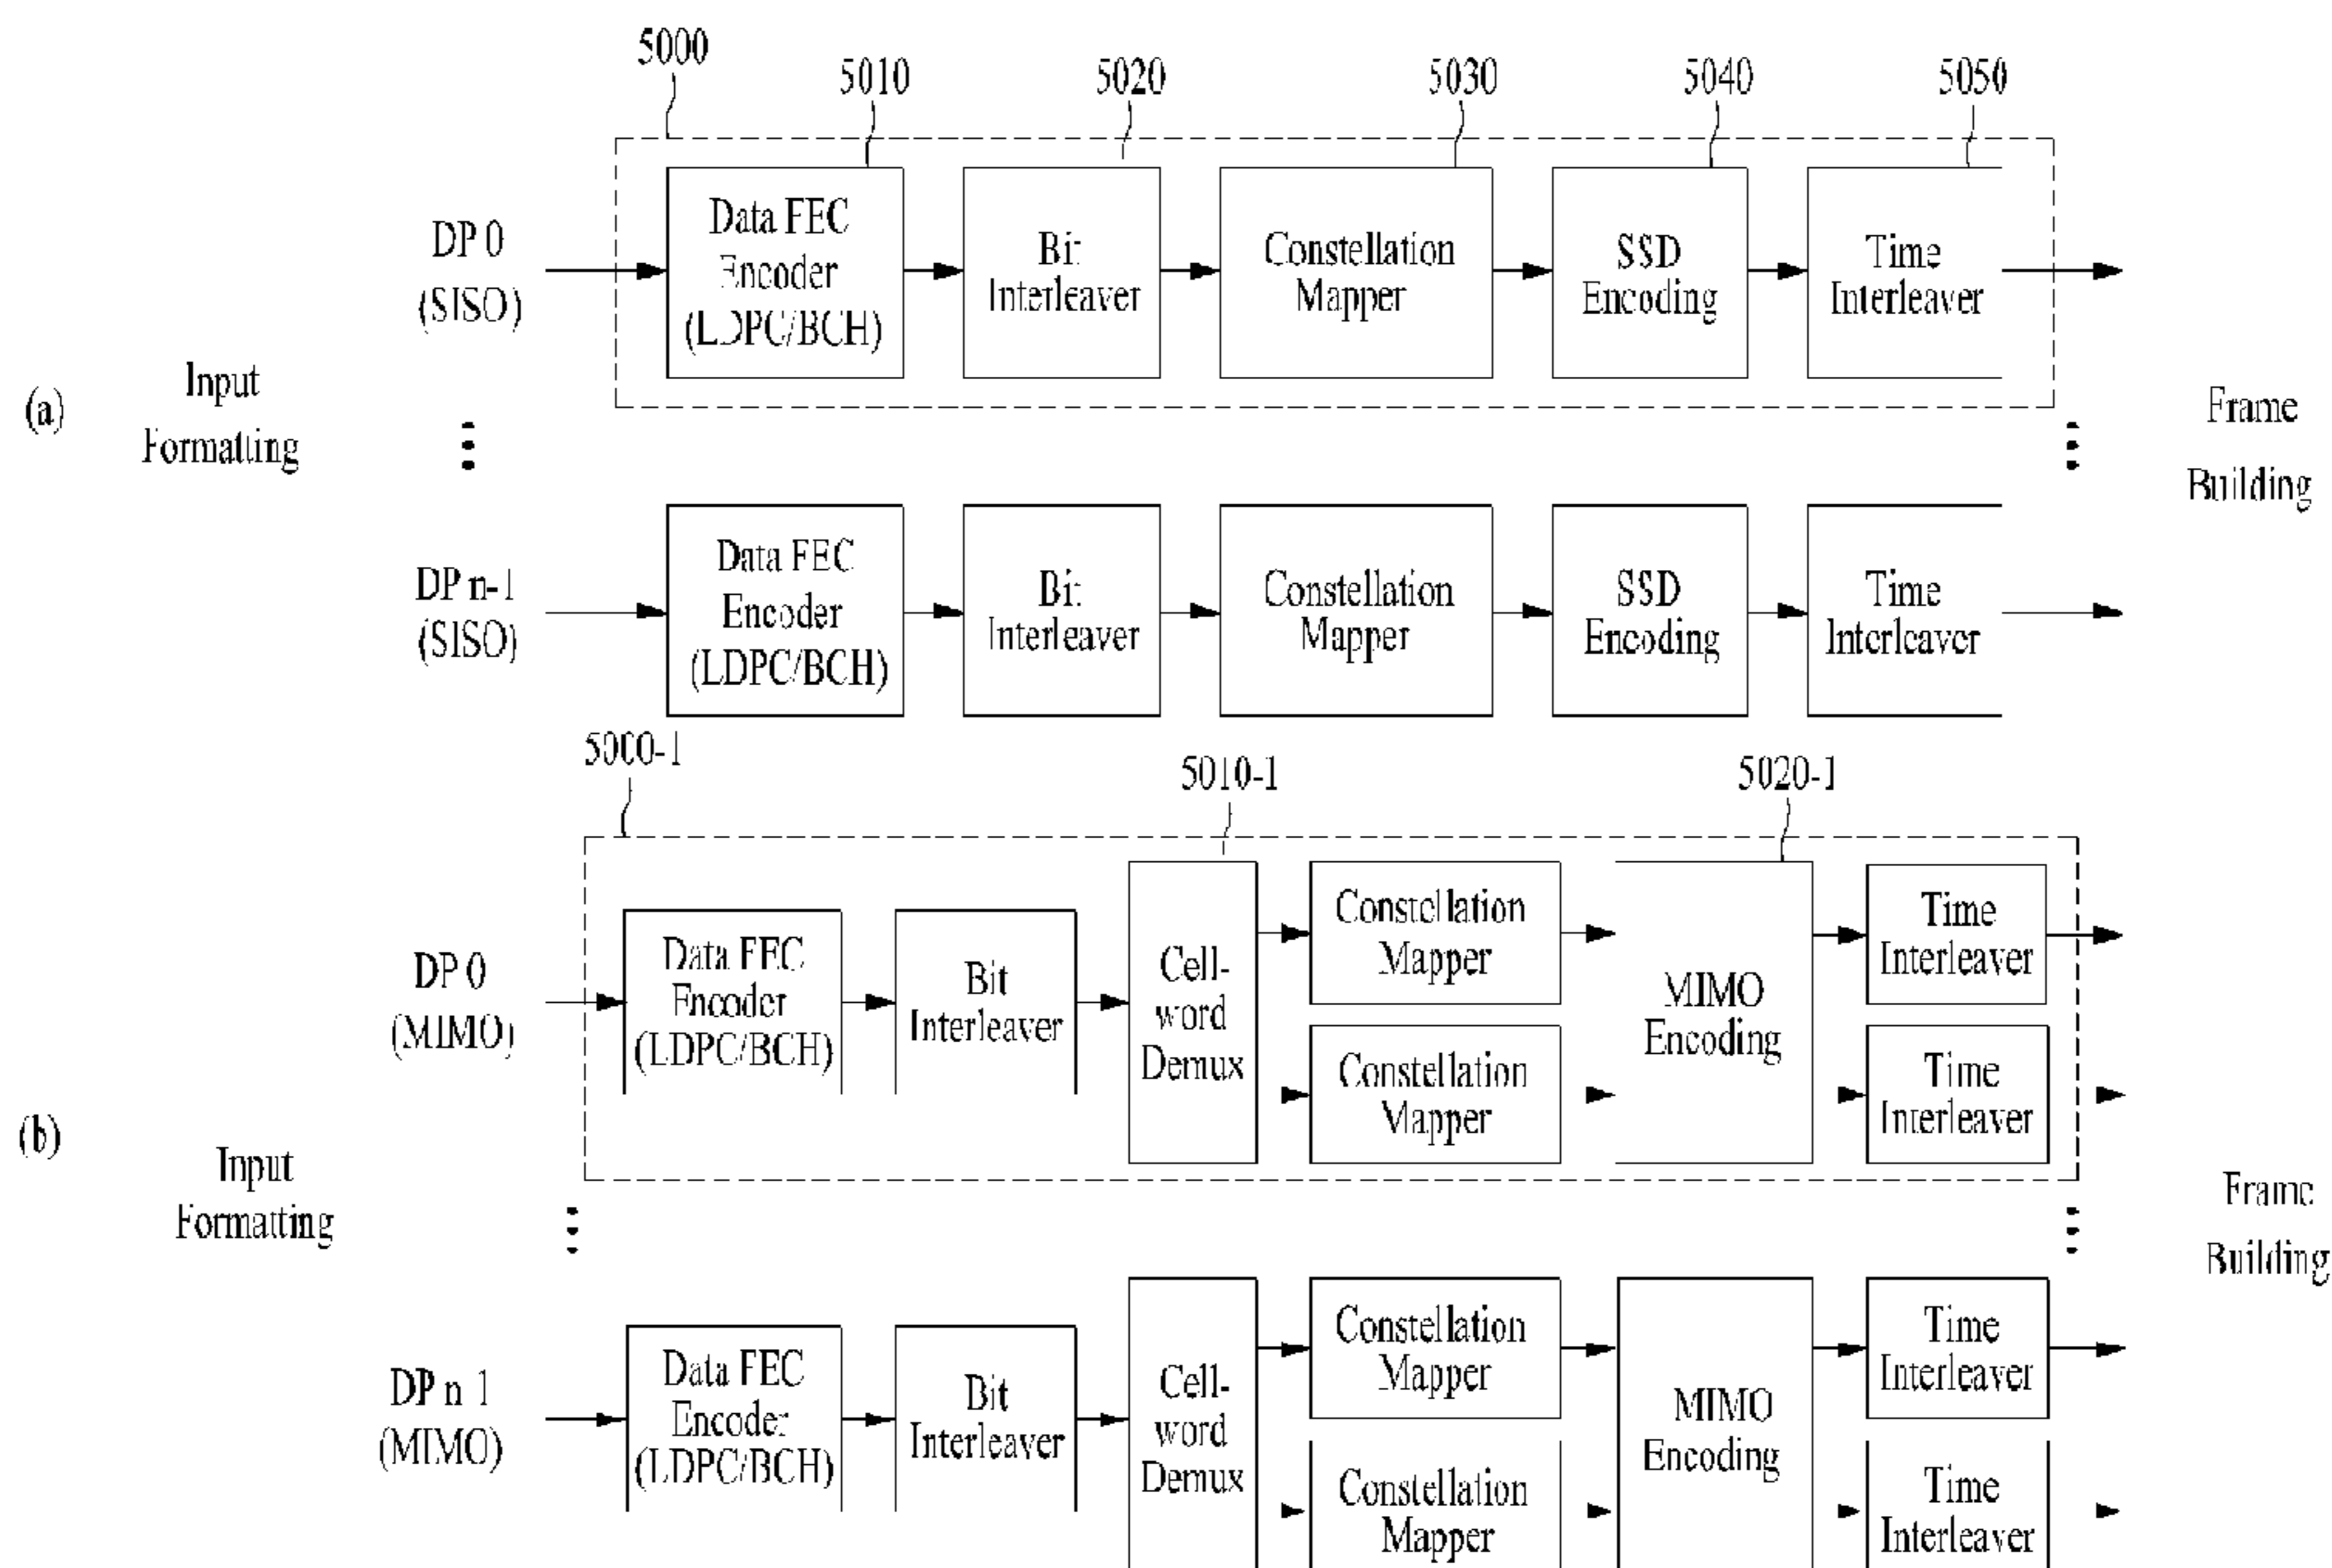 5000
5010
5020
5030
5040
5050
DP 0
(SISO)
Data FEC
Encoder
(LDPC/BCH)
Bit
Interleaver
Constellation
Mapper
SSD
Encoding
Time
Interleaver
(a)
Input
Formatting
Frame
Building
DP n-1
(SISO)
Data FEC
Encoder
(LDPC/BCH)
Bit
Interleaver
Constellation
Mapper
SSD
Encoding
Time
Interleaver
5000-1
5010-1
5020-1
DP 0
(MIMO)
Data FEC
Encoder
(LDPC/BCH)
Bit
Interleaver
Cell-
word
Demux
Constellation
Mapper
Constellation
Mapper
MIMO
Encoding
Time
Interleaver
Time
Interleaver
(b)
Input
Formatting
Frame
Building
DP n-1
(MIMO)
Data FEC
Encoder
(LDPC/BCH)
Bit
Interleaver
Cell-
word
Demux
Constellation
Mapper
Constellation
Mapper
MIMO
Encoding
Time
Interleaver
Time
Interleaver